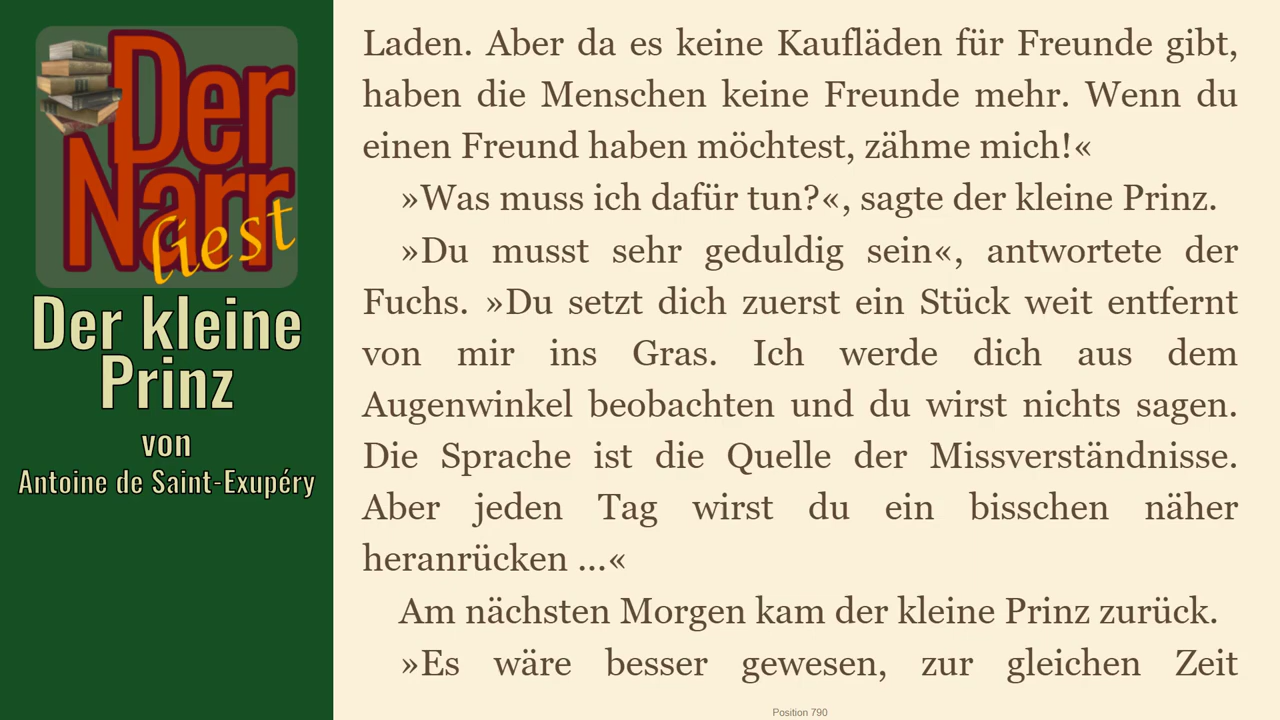 Der
Narr
liest
Der kleine
Prinz
von
Antoine de Saint-Exupéry
Laden. Aber da es keine Kaufläden für Freunde gibt,
haben die Menschen keine Freunde mehr. Wenn du
einen Freund haben möchtest, zähme mich!«
»Was muss ich dafür tun?«, sagte der kleine Prinz.
»Du musst sehr geduldig sein«, antwortete der
Fuchs. »Du setzt dich zuerst ein Stück weit entfernt
von mir ins Gras. Ich werde dich aus dem
Augenwinkel beobachten und du wirst nichts sagen.
Die Sprache ist die Quelle der Missverständnisse.
Aber jeden Tag wirst du ein bisschen näher
heranrücken ...«
Am nächsten Morgen kam der kleine Prinz zurück.
»Es wäre besser gewesen, zur gleichen Zeit
Position 790